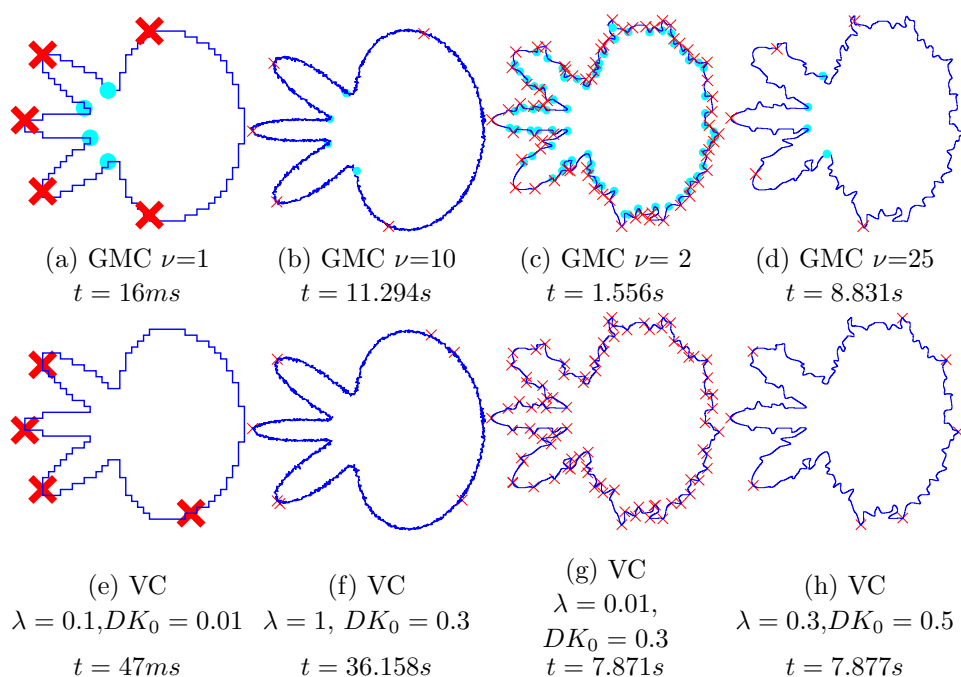 (a) GMC ν=1
t = 16ms
(b) GMC ν=10
t = 11.294s
(c) GMC ν= 2
t = 1.556s
(d) GMC ν=25
t = 8.831s
(e) VC
λ = 0.1,DK₀ = 0.01
t = 47ms
(f) VC
λ = 1, DK₀ = 0.3
t = 36.158s
(g) VC
λ = 0.01,
DK₀ = 0.3
t = 7.871s
(h) VC
λ = 0.3,DK₀ = 0.5
t = 7.877s